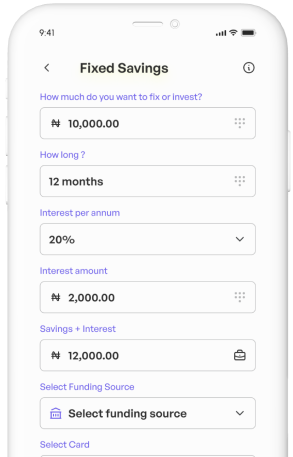 9:41
Fixed Savings
How much do you want to fix or invest?
₦ 10,000.00
How long ?
12 months
Interest per annum
20%
Interest amount
₦ 2,000.00
Savings + Interest
₦ 12,000.00
Select Funding Source
Select funding source
Select Card